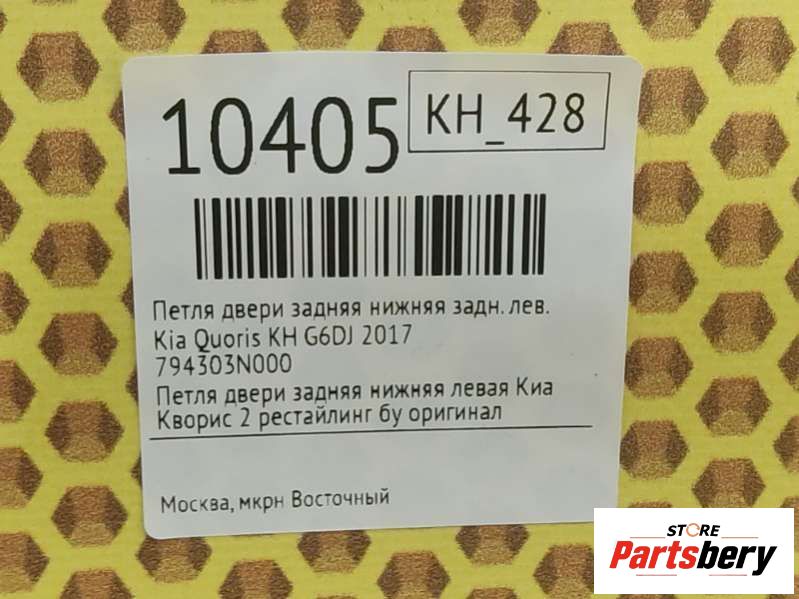 10405
KH_428
Петля двери задняя нижняя задн. лев.
Kia Quoris KH G6DJ 2017
794303N000
Петля двери задняя нижняя левая Киа
Кворис 2 рестайлинг бу оригинал
Москва, мкрн Восточный
STORE
Partsbery